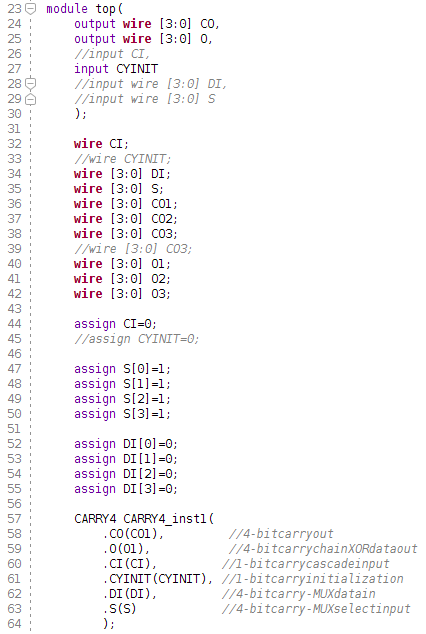 23 module top(
24 output wire [3:0] CO,
25 output wire [3:0] O,
26 //input CI,
27 input CYINIT
28 //input wire [3:0] DI,
29 //input wire [3:0] S
30 );
31
32 wire CI;
33 //wire CYINIT;
34 wire [3:0] DI;
35 wire [3:0] S;
36 wire [3:0] CO1;
37 wire [3:0] CO2;
38 wire [3:0] CO3;
39 //wire [3:0] CO3;
40 wire [3:0] O1;
41 wire [3:0] O2;
42 wire [3:0] O3;
43
44 assign CI=0;
45 //assign CYINIT=0;
46
47 assign S[0]=1;
48 assign S[1]=1;
49 assign S[2]=1;
50 assign S[3]=1;
51
52 assign DI[0]=0;
53 assign DI[1]=0;
54 assign DI[2]=0;
55 assign DI[3]=0;
56
57 CARRY4 CARRY4_inst1(
58 .CO(CO1), //4-bitcarryout
59 .O(O1), //4-bitcarrychainXORdataout
60 .CI(CI), //1-bitcarrycascadeinput
61 .CYINIT(CYINIT), //1-bitcarryinitialization
62 .DI(DI), //4-bitcarry-MUXdatain
63 .S(S) //4-bitcarry-MUXselectinput
64 );